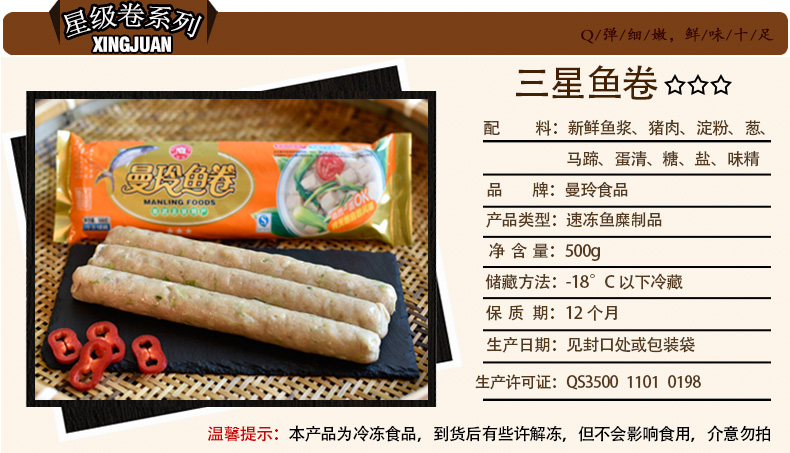 星级卷系列
XINGJUAN
Q/弹/细/嫩，鲜/味/十/足
三星鱼卷 ☆☆☆
配 料：新鲜鱼浆、猪肉、淀粉、葱、
马蹄、蛋清、糖、盐、味精
品 牌：曼玲食品
产品类型：速冻鱼糜制品
净 含 量：500g
储藏方法：-18°C 以下冷藏
保 质 期：12 个月
生产日期：见封口处或包装袋
生产许可证：QS3500 1101 0198
曼玲鱼卷
MANLING FOODS
温馨提示：本产品为冷冻食品，到货后有些许解冻，但不会影响食用，介意勿拍